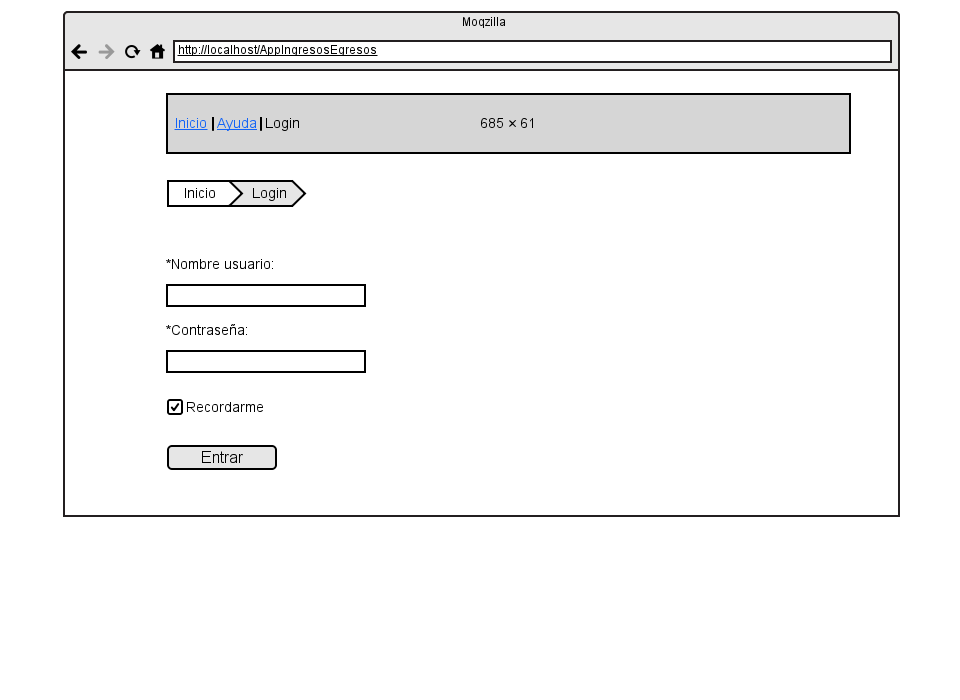 Moqzilla
http://localhost/AppIngresosEgresos
Inicio | Ayuda | Login
685 × 61
Inicio
Login
*Nombre usuario:
*Contraseña:
Recordarme
Entrar